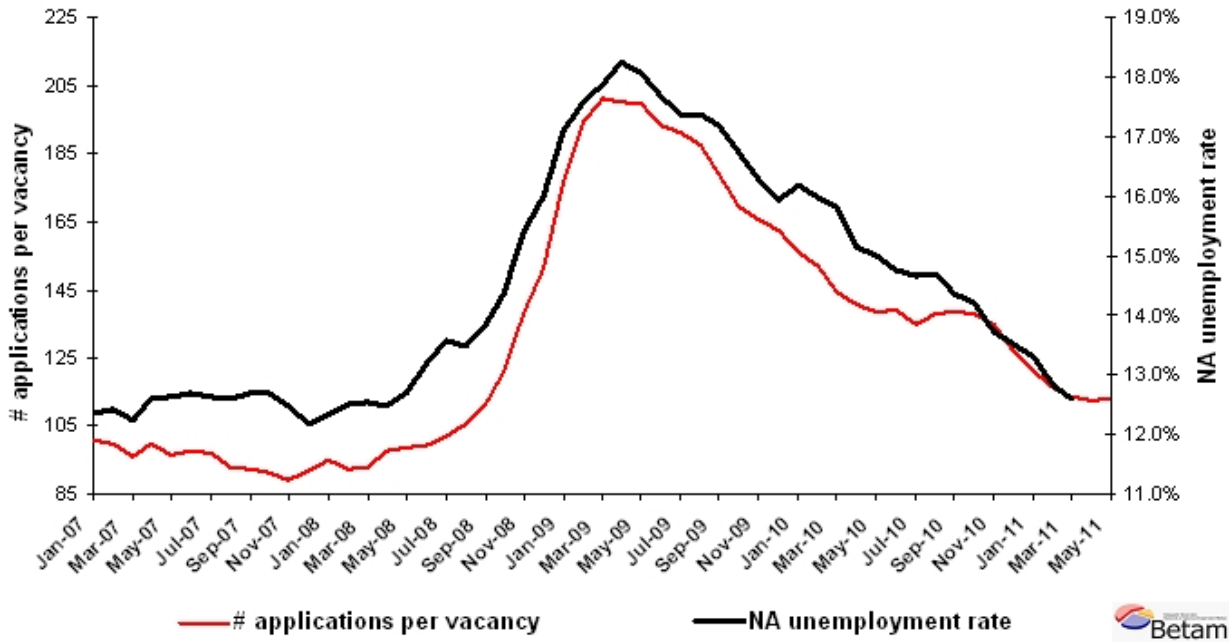 # applications per vacancy
225
205
185
165
145
125
105
85
19.0%
18.0%
17.0%
16.0%
15.0%
14.0%
13.0%
12.0%
11.0%
NA unemployment rate
Jan-07
Mar-07
May-07
Jul-07
Sep-07
Nov-07
Jan-08
Mar-08
May-08
Jul-08
Sep-08
Nov-08
Jan-09
Mar-09
May-09
Jul-09
Sep-09
Nov-09
Jan-10
Mar-10
May-10
Jul-10
Sep-10
Nov-10
Jan-11
Mar-11
May-11
# applications per vacancy
NA unemployment rate
Betam